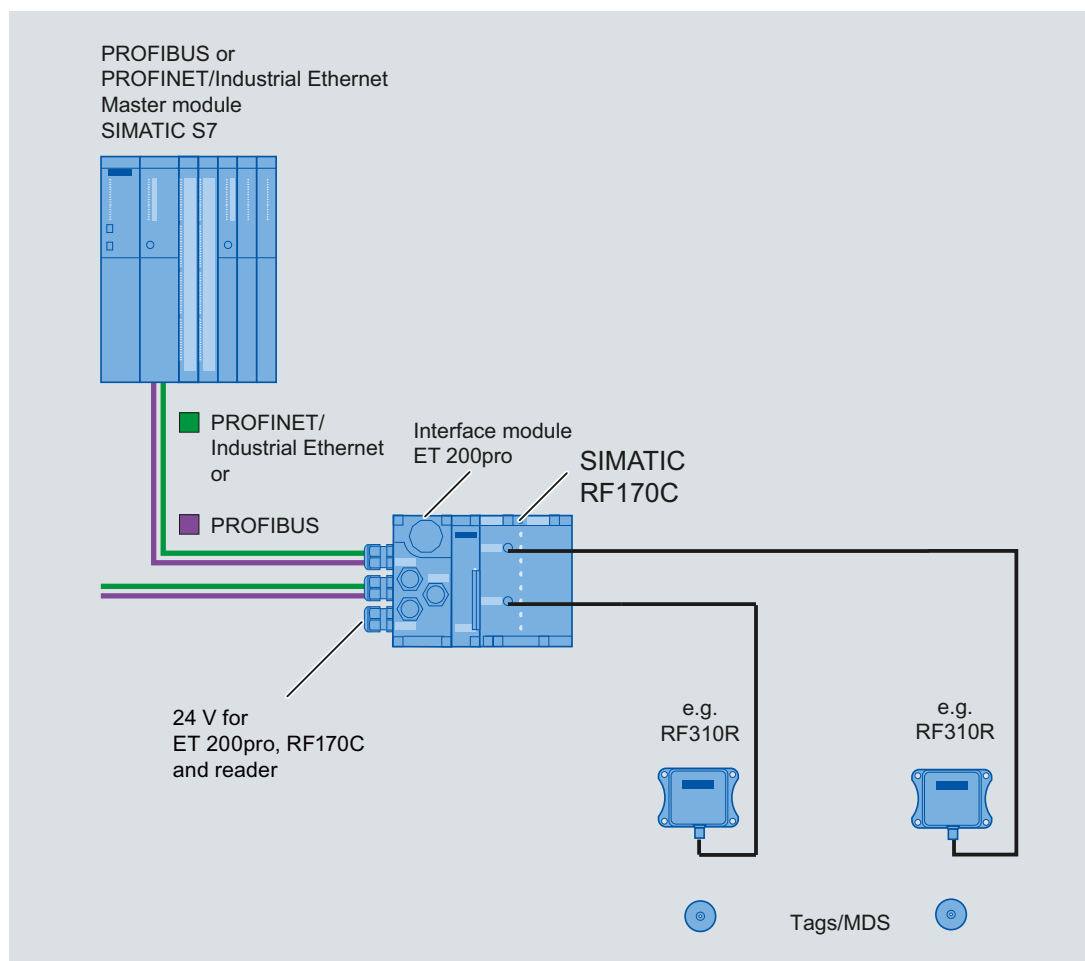 PROFIBUS or
PROFINET/Industrial Ethernet
Master module
SIMATIC S7
PROFINET/
Industrial Ethernet
or
PROFIBUS
Interface module
ET 200pro
SIMATIC
RF170C
24 V for
ET 200pro, RF170C
and reader
e.g.
RF310R
e.g.
RF310R
Tags/MDS